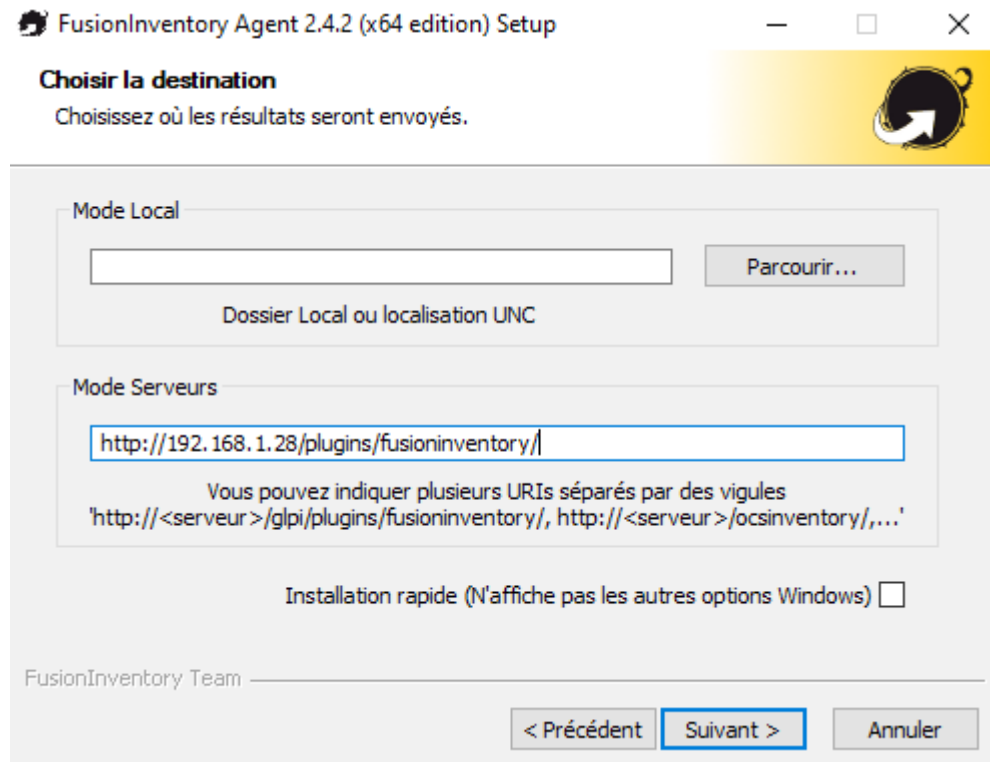 FusionInventory Agent 2.4.2 (x64 edition) Setup
Choisir la destination
Choisissez où les résultats seront envoyés.
Mode Local
Parcourir...
Dossier Local ou localisation UNC
Mode Serveurs
http://192.168.1.28/plugins/fusioninventory/
Vous pouvez indiquer plusieurs URIs séparés par des vigules
'http://<serveur>/glpi/plugins/fusioninventory/, http://<serveur>/ocsinventory/,...'
Installation rapide (N'affiche pas les autres options Windows)
FusionInventory Team
< Précédent
Suivant >
Annuler